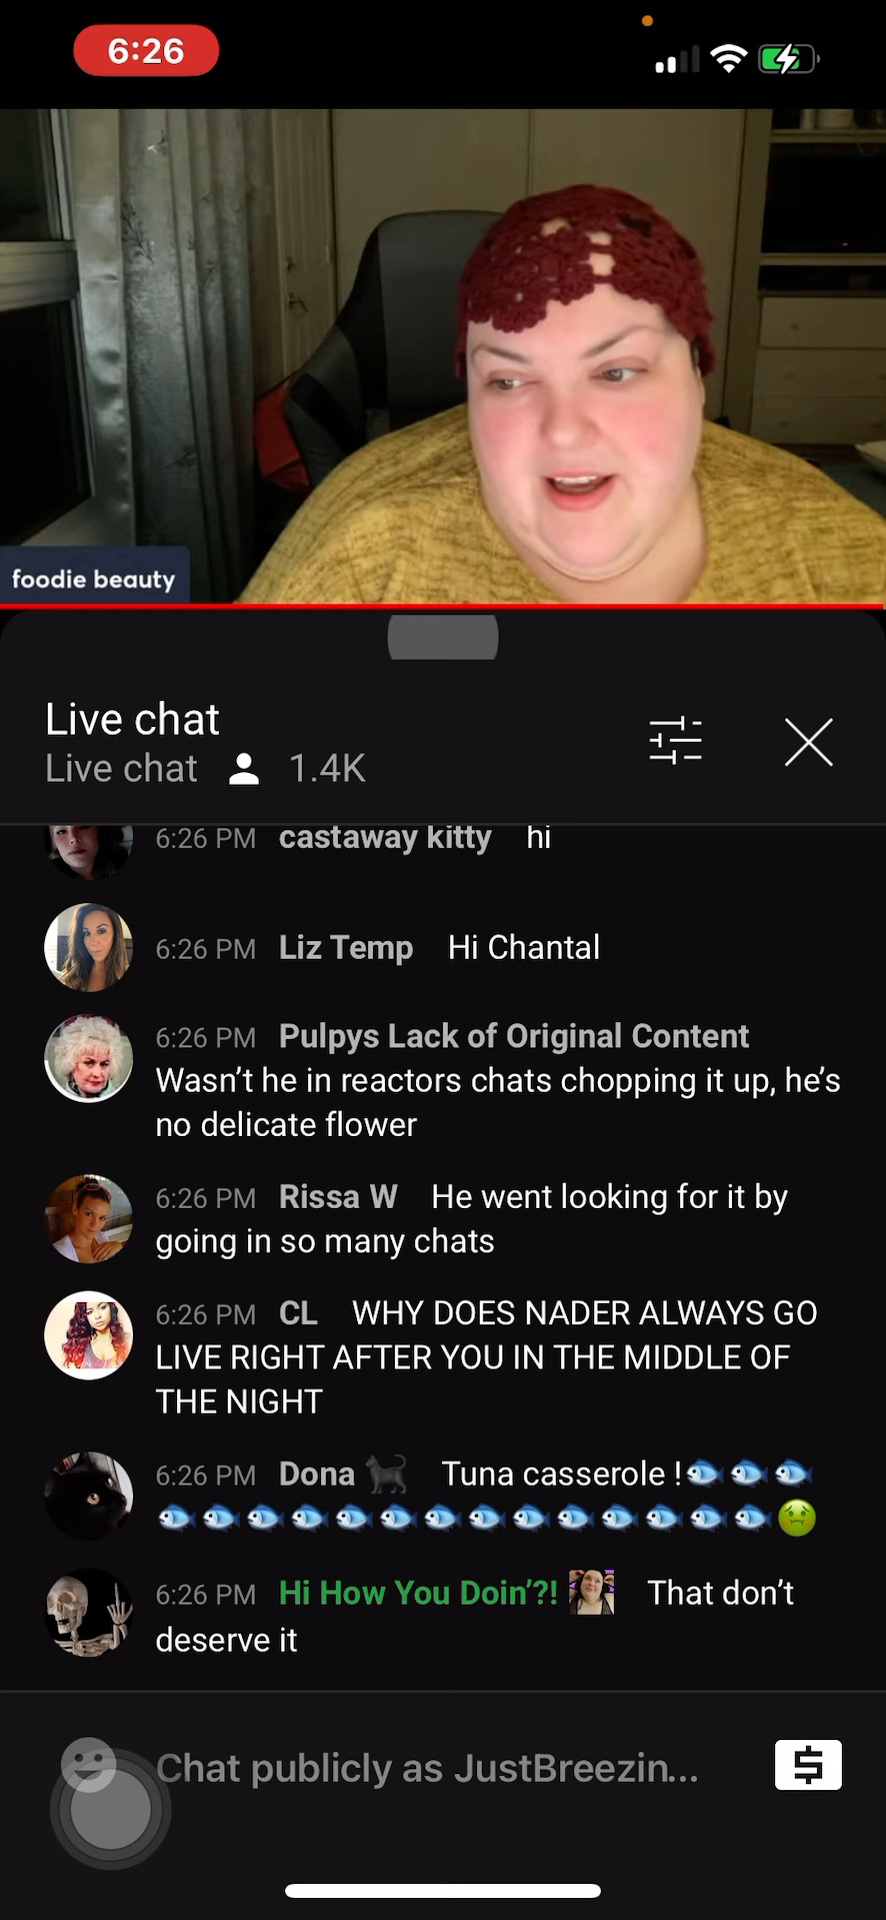 6:26
foodie beauty
Live chat
Live chat 1.4K
6:26 PM castaway kitty hi
6:26 PM Liz Temp Hi Chantal
6:26 PM Pulpys Lack of Original Content
Wasn’t he in reactors chats chopping it up, he’s
no delicate flower
6:26 PM Rissa W He went looking for it by
going in so many chats
6:26 PM CL WHY DOES NADER ALWAYS GO
LIVE RIGHT AFTER YOU IN THE MIDDLE OF
THE NIGHT
6:26 PM Dona 🐈‍⬛ Tuna casserole !🐟🐟🐟
🐟🐟🐟🐟🐟🐟🐟🐟🐟🐟🐟🐟🐟🐟🤢
6:26 PM Hi How You Doin’?! That don’t
deserve it
Chat publicly as JustBreezin...
$